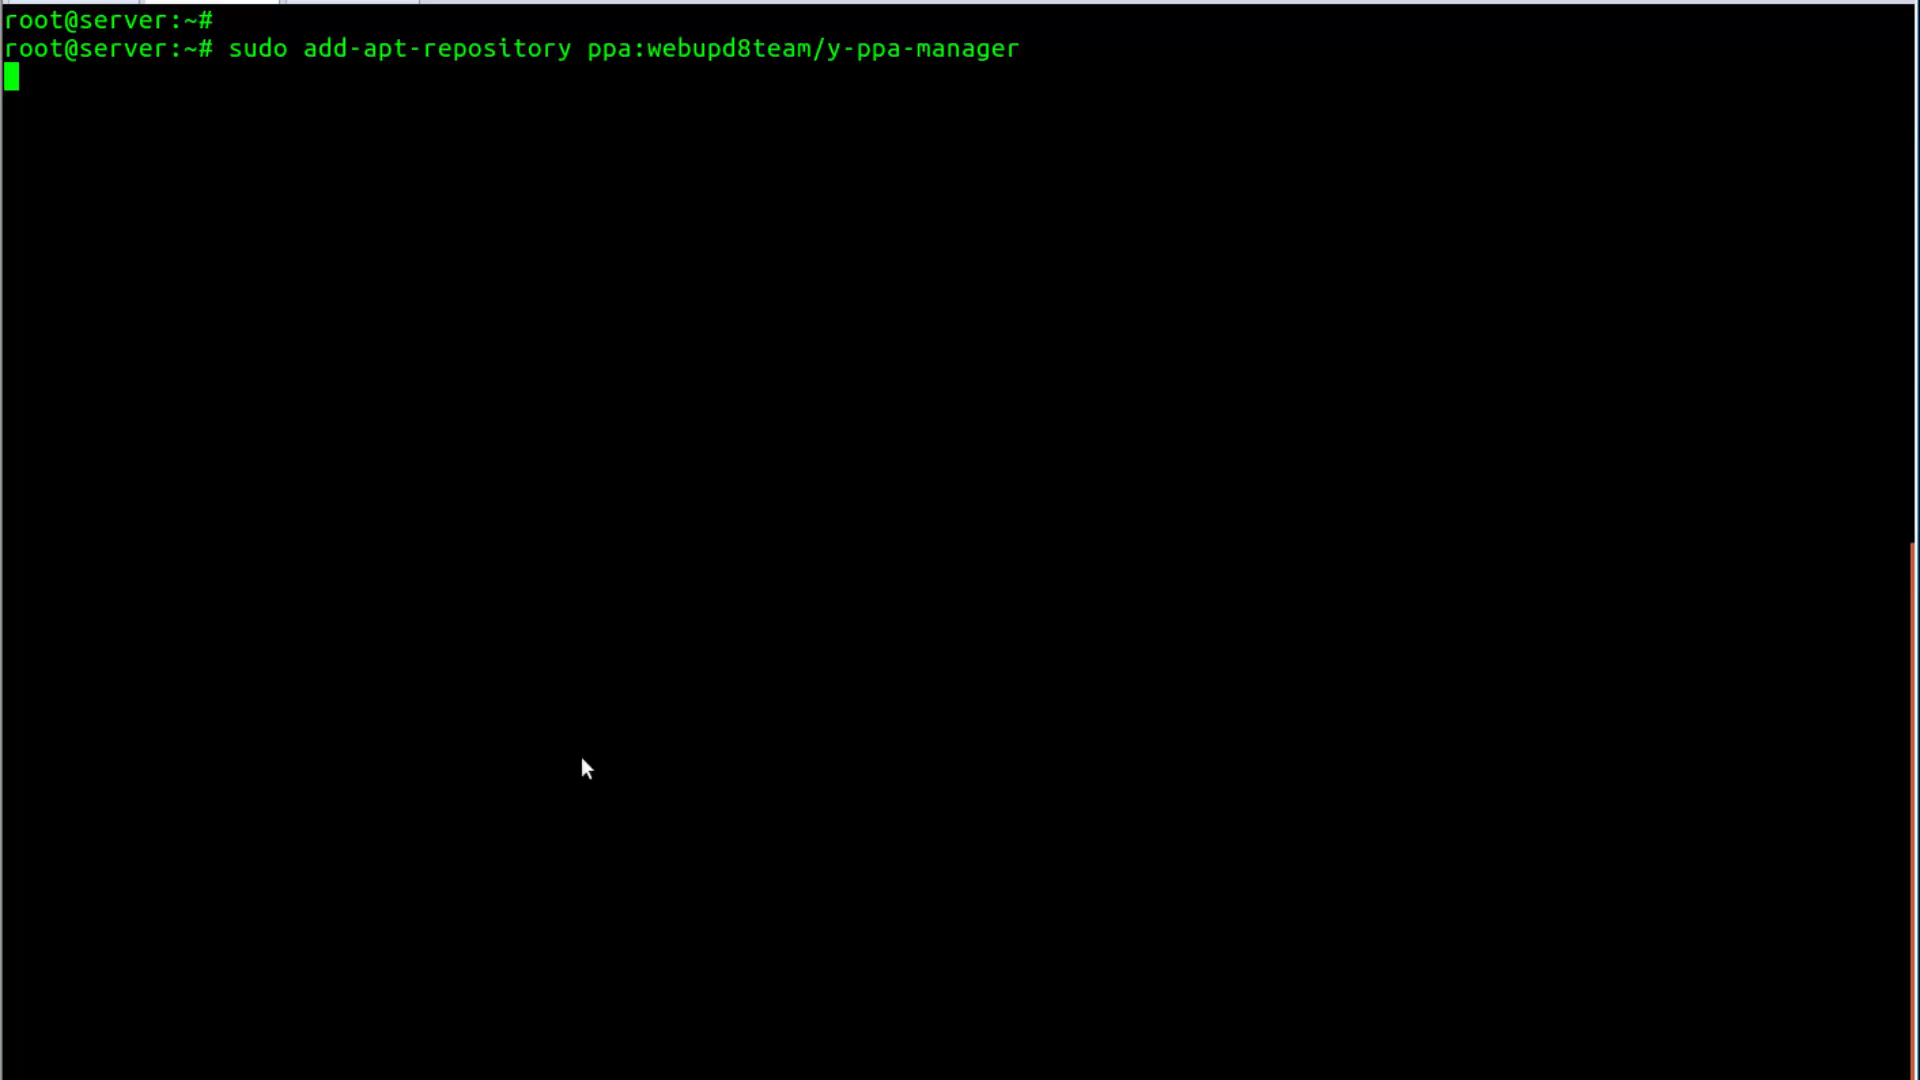 root@server:~#
root@server:~# sudo add-apt-repository ppa:webupd8team/y-ppa-manager